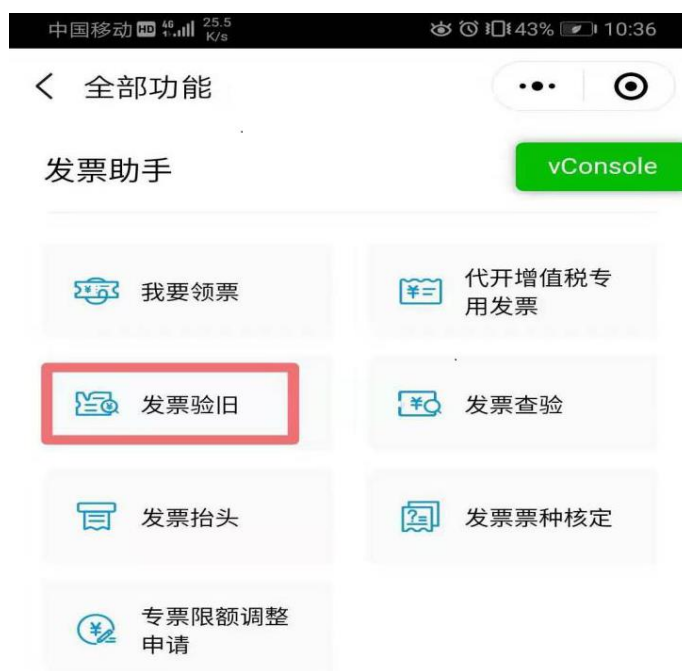 中国移动 HD 4G 25.5 K/s 43% 10:36
全部功能
发票助手
vConsole
我要领票
代开增值税专
用发票
发票验旧
发票查验
发票抬头
发票票种核定
专票限额调整
申请